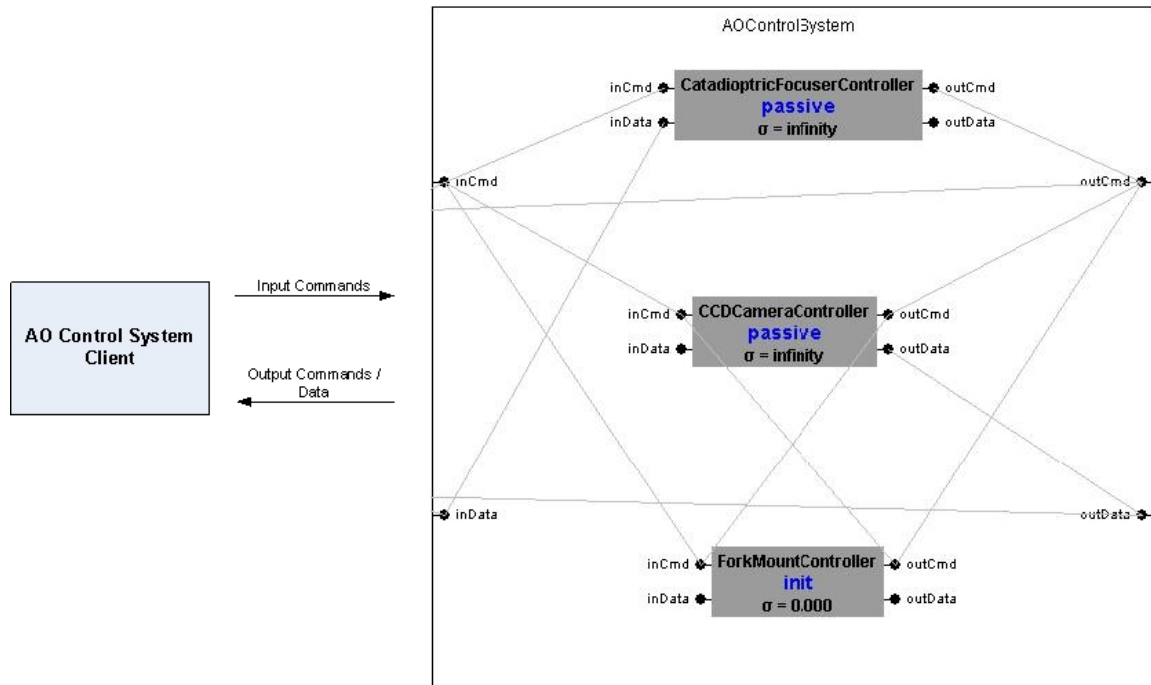 AOControlSystem
inCmd
CatadioptricFocuserController
outCmd
passive
inData
outData
σ = infinity
inCmd
outCmd
Input Commands
AO Control System
Client
Output Commands /
Data
inCmd
CCDCameraController
outCmd
passive
inData
outData
σ = infinity
inData
outData
inCmd
ForkMountController
outCmd
init
inData
outData
σ = 0.000